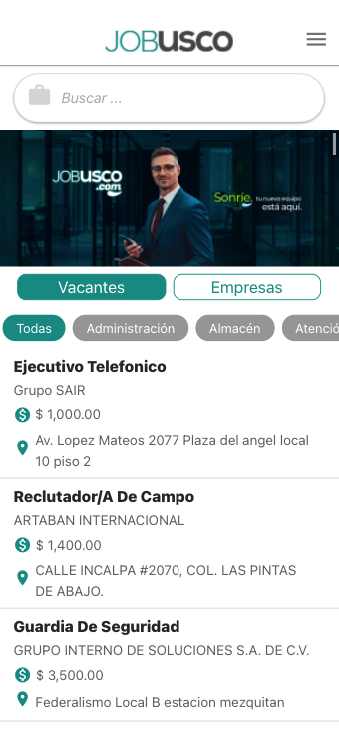 JOBUSCO
Buscar ...
JOBUSCO
.com
Sonríe, tu nuevo equipo
está aquí.
Vacantes
Empresas
Todas
Administración
Almacén
Atenció
Ejecutivo Telefonico
Grupo SAIR
$ 1,000.00
Av. Lopez Mateos 2077 Plaza del angel local
10 piso 2
Reclutador/A De Campo
ARTABAN INTERNACIONAL
$ 1,400.00
CALLE INCALPA #2070, COL. LAS PINTAS
DE ABAJO.
Guardia De Seguridad
GRUPO INTERNO DE SOLUCIONES S.A. DE C.V.
$ 3,500.00
Federalismo Local B estacion mezquitan